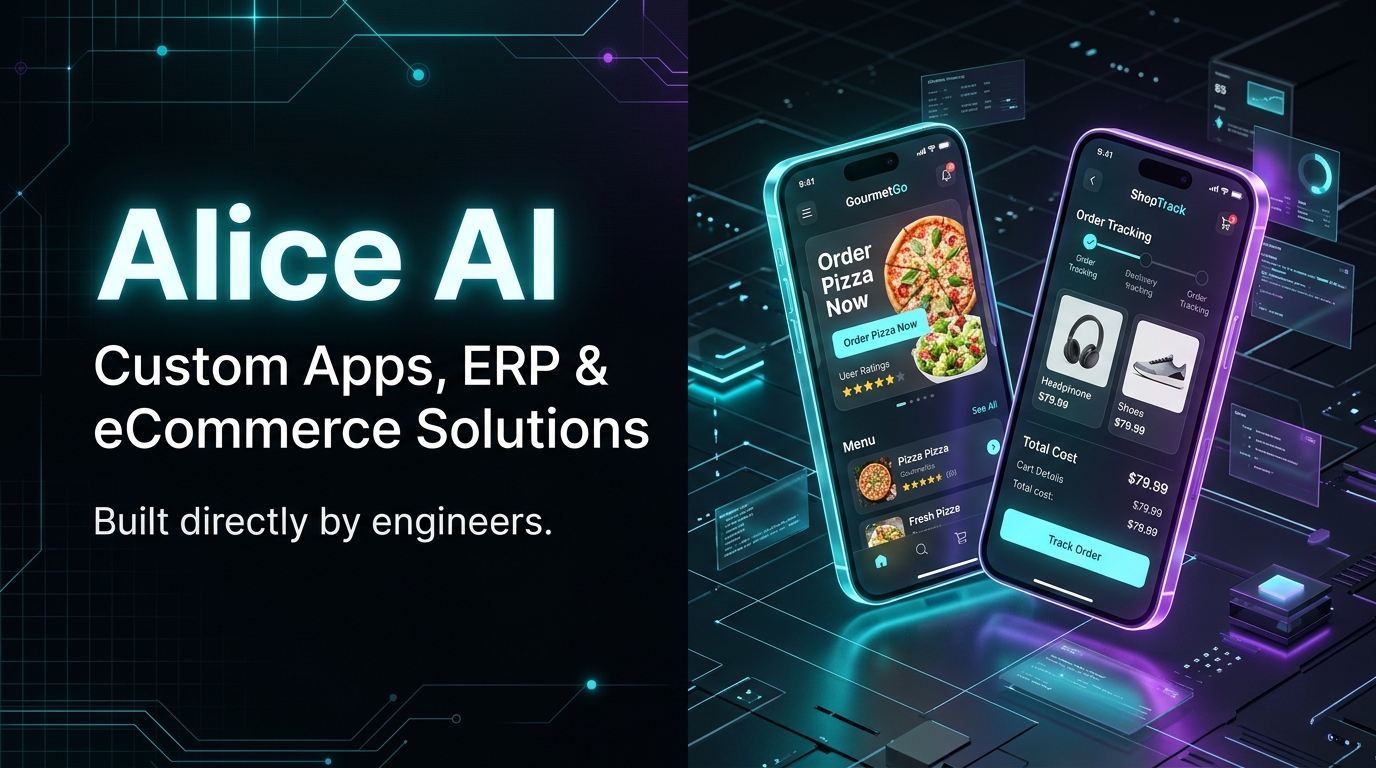 Alice AI
Custom Apps, ERP &
eCommerce Solutions
Built directly by engineers.
9:41
GourmetGo
Order
Pizza
Now
Order Pizza Now
User Ratings
See All
Menu
Pizza Pizza
Fresh Pizze
9:41
ShopTrack
3
Order Tracking
Order
Tracking
Order
Tracking
Headphone
$79.99
Shoes
$79.99
Total Cost
$79.99
Cart Details
$79.99
Total cost:
$79.99
Track Order